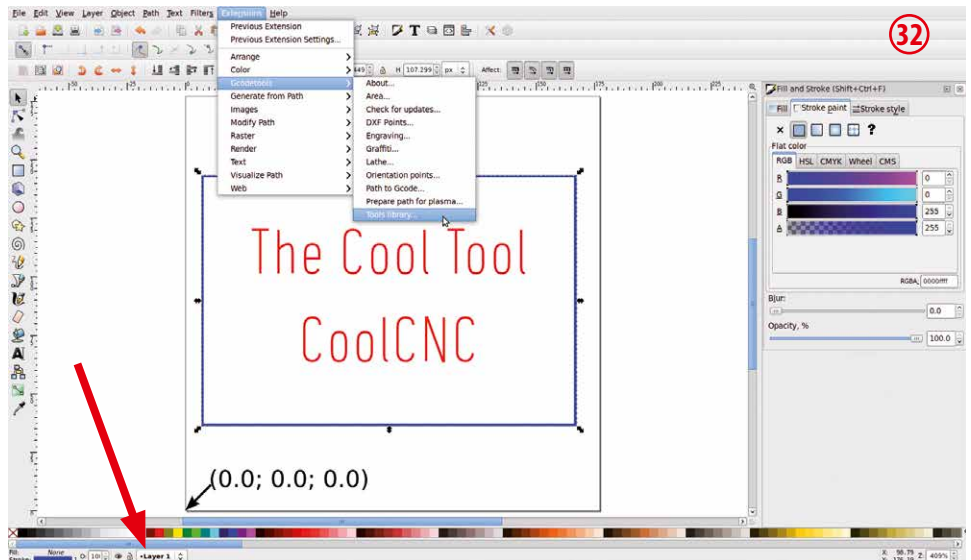 File Edit View Layer Object Path Text Filters Extensions Help
32
Previous Extension
Previous Extension Settings...
Arrange
Color
Gcodetools
Generate from Path
Images
Modify Path
Raster
Render
Text
Visualize Path
Web
H 107.299 px Affect:
About...
Area...
Check for updates...
DXF Points...
Engraving...
Graffiti...
Lathe...
Orientation points...
Path to Gcode...
Prepare path for plasma...
Tools library...
Fill and Stroke (Shift+Ctrl+F)
Fill Stroke paint Stroke style
?
Flat color
RGB HSL CMYK Wheel CMS
R 0
G 0
B 255
A 255
RGBA: 0000ffff
Blur:
0.0
Opacity, %
100.0
The Cool Tool
CoolCNC
(0.0; 0.0; 0.0)
Fill: None
Stroke:
O: •Layer 1
Z: 409%